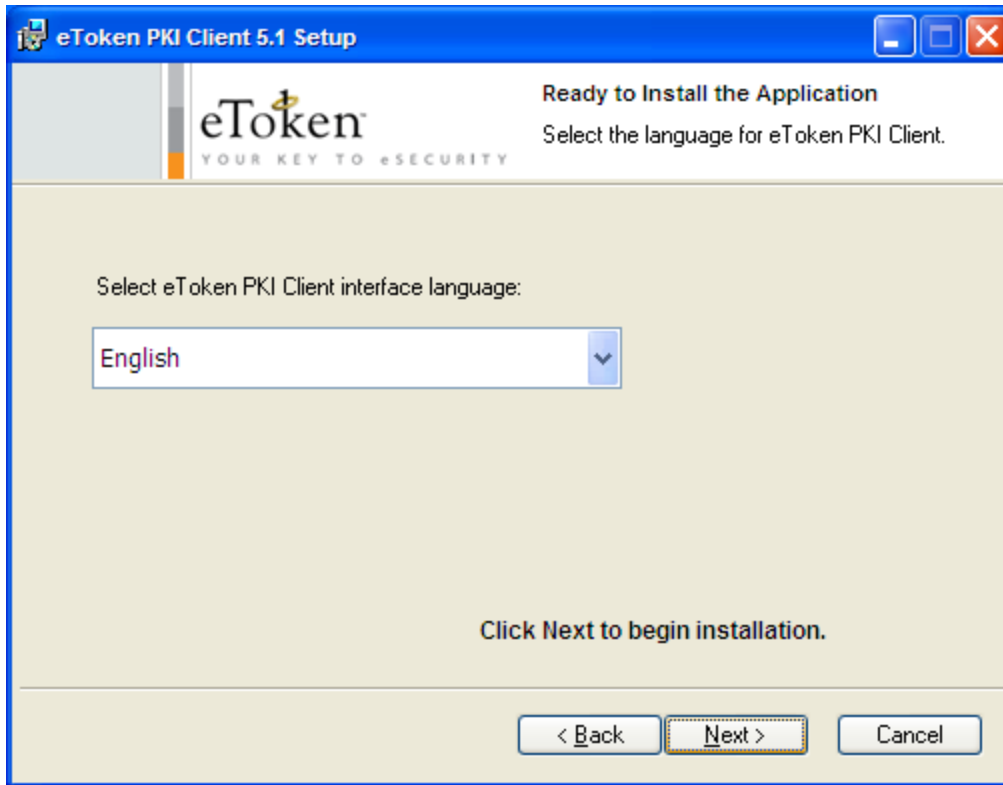 eToken PKI Client 5.1 Setup
eToken
YOUR KEY TO eSECURITY
Ready to Install the Application
Select the language for eToken PKI Client.
Select eToken PKI Client interface language:
English
Click Next to begin installation.
< Back Next > Cancel